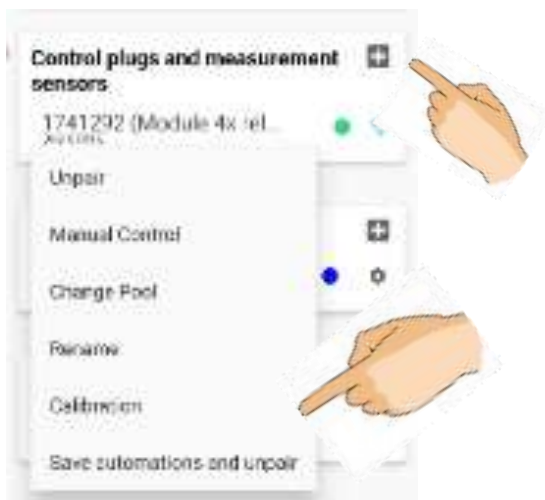 Control plugs and measurement
sensors
1741292 (Module 4x rel...
Unpair
Manual Control
Change Pool
Rename
Calibration
Save automations and unpair